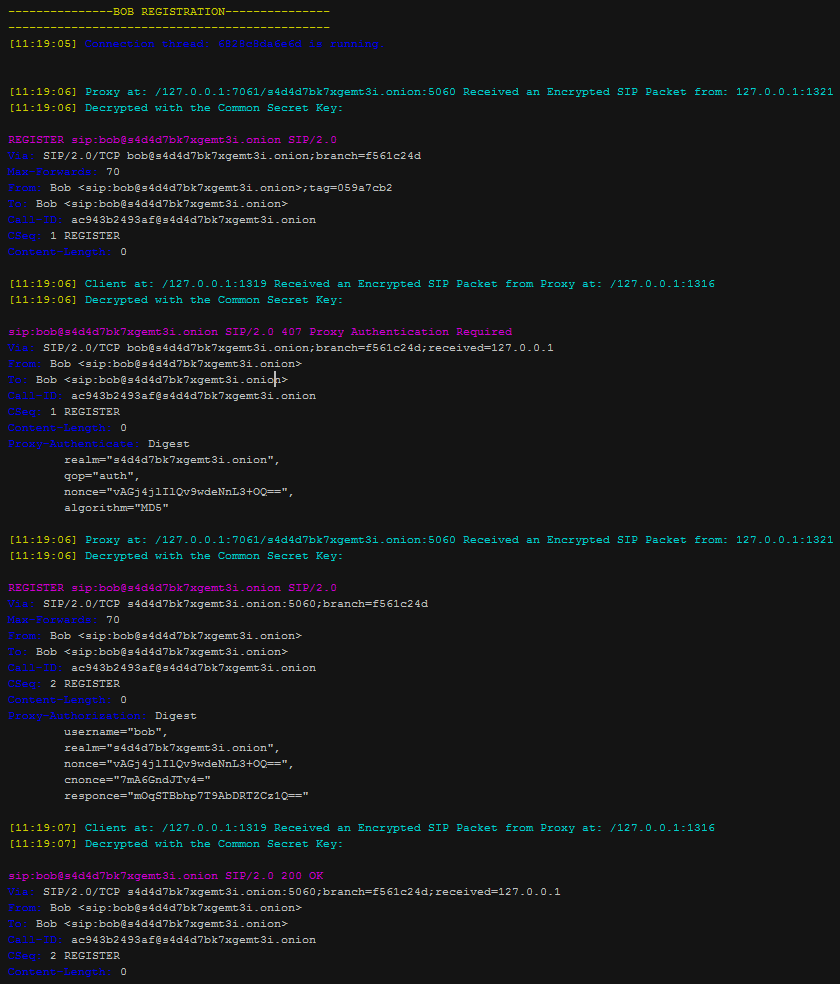 ---------------BOB REGISTRATION---------------
----------------------------------------------
[11:19:05] Connection thread: is running.
[11:19:06] Proxy at: /127.0.0.1:7061/s4d4d7bk7xgemt3i.onion:5060 Received an Encrypted SIP Packet from: 127.0.0.1:1321
[11:19:06] Decrypted with the Common Secret Key:
REGISTER sip:bob@s4d4d7bk7xgemt3i.onion SIP/2.0
Via: SIP/2.0/TCP bob@s4d4d7bk7xgemt3i.onion;branch=f561c24d
Max-Forwards: 70
From: Bob <sip:bob@s4d4d7bk7xgemt3i.onion>;tag=059a7cb2
To: Bob <sip:bob@s4d4d7bk7xgemt3i.onion>
Call-ID: ac943b2493af@s4d4d7bk7xgemt3i.onion
CSeq: 1 REGISTER
Content-Length: 0
[11:19:06] Client at: /127.0.0.1:1319 Received an Encrypted SIP Packet from Proxy at: /127.0.0.1:1316
[11:19:06] Decrypted with the Common Secret Key:
sip:bob@s4d4d7bk7xgemt3i.onion SIP/2.0 407 Proxy Authentication Required
Via: SIP/2.0/TCP bob@s4d4d7bk7xgemt3i.onion;branch=f561c24d;received=127.0.0.1
From: Bob <sip:bob@s4d4d7bk7xgemt3i.onion>
To: Bob <sip:bob@s4d4d7bk7xgemt3i.onion>
Call-ID: ac943b2493af@s4d4d7bk7xgemt3i.onion
CSeq: 1 REGISTER
Content-Length: 0
Proxy-Authenticate: Digest
realm="s4d4d7bk7xgemt3i.onion",
qop="auth",
nonce="vAGj4jlIlQv9wdeNnL3+OQ==",
algorithm="MD5"
[11:19:06] Proxy at: /127.0.0.1:7061/s4d4d7bk7xgemt3i.onion:5060 Received an Encrypted SIP Packet from: 127.0.0.1:1321
[11:19:06] Decrypted with the Common Secret Key:
REGISTER sip:bob@s4d4d7bk7xgemt3i.onion SIP/2.0
Via: SIP/2.0/TCP s4d4d7bk7xgemt3i.onion:5060;branch=f561c24d
Max-Forwards: 70
From: Bob <sip:bob@s4d4d7bk7xgemt3i.onion>
To: Bob <sip:bob@s4d4d7bk7xgemt3i.onion>
Call-ID: ac943b2493af@s4d4d7bk7xgemt3i.onion
CSeq: 2 REGISTER
Content-Length: 0
Proxy-Authorization: Digest
username="bob",
realm="s4d4d7bk7xgemt3i.onion",
nonce="vAGj4jlIlQv9wdeNnL3+OQ==",
cnonce="7mA6GndJTv4="
responce="mOqSTBbhp7T9AbDRTZCz1Q=="
[11:19:07] Client at: /127.0.0.1:1319 Received an Encrypted SIP Packet from Proxy at: /127.0.0.1:1316
[11:19:07] Decrypted with the Common Secret Key:
sip:bob@s4d4d7bk7xgemt3i.onion SIP/2.0 200 OK
Via: SIP/2.0/TCP s4d4d7bk7xgemt3i.onion:5060;branch=f561c24d;received=127.0.0.1
From: Bob <sip:bob@s4d4d7bk7xgemt3i.onion>
To: Bob <sip:bob@s4d4d7bk7xgemt3i.onion>
Call-ID: ac943b2493af@s4d4d7bk7xgemt3i.onion
CSeq: 2 REGISTER
Content-Length: 0